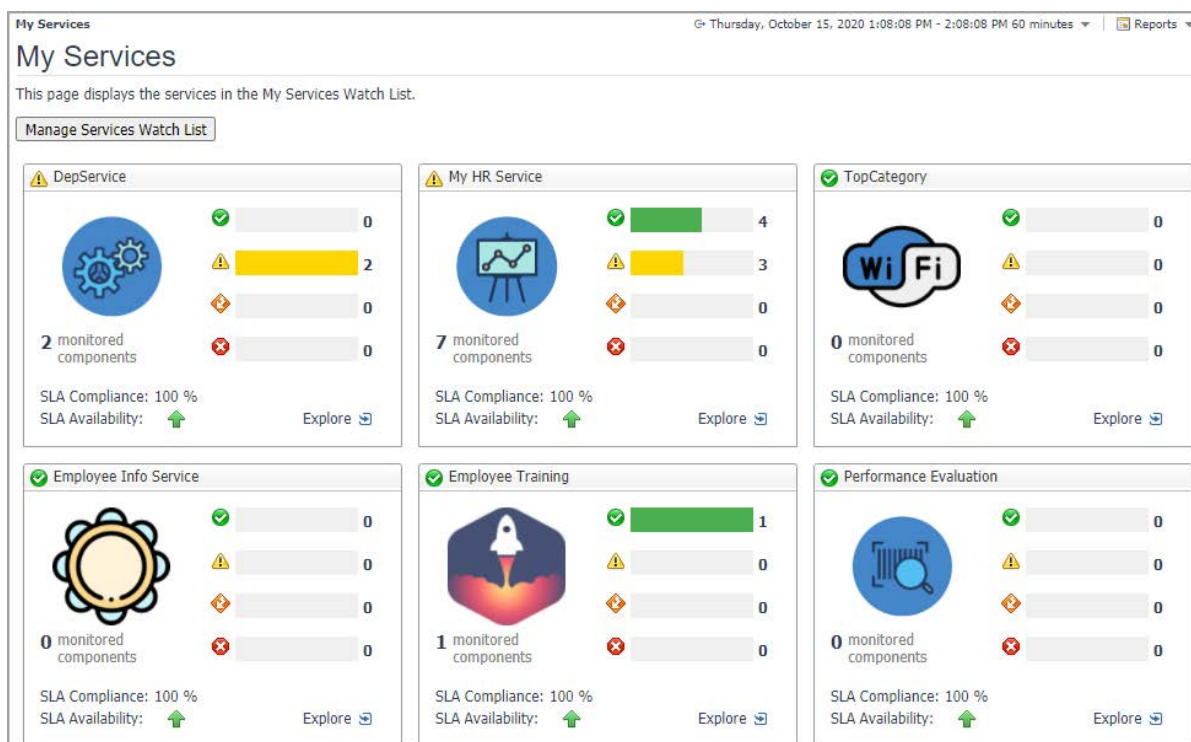 My Services
Thursday, October 15, 2020 1:08:08 PM - 2:08:08 PM 60 minutes
Reports
My Services
This page displays the services in the My Services Watch List.
Manage Services Watch List
DepService
0
2
0
0
2 monitored
components
SLA Compliance: 100 %
SLA Availability:
Explore
My HR Service
4
3
0
0
7 monitored
components
SLA Compliance: 100 %
SLA Availability:
Explore
TopCategory
Wi Fi
0
0
0
0
0 monitored
components
SLA Compliance: 100 %
SLA Availability:
Explore
Employee Info Service
0
0
0
0
0 monitored
components
SLA Compliance: 100 %
SLA Availability:
Explore
Employee Training
1
0
0
0
1 monitored
components
SLA Compliance: 100 %
SLA Availability:
Explore
Performance Evaluation
0
0
0
0
0 monitored
components
SLA Compliance: 100 %
SLA Availability:
Explore